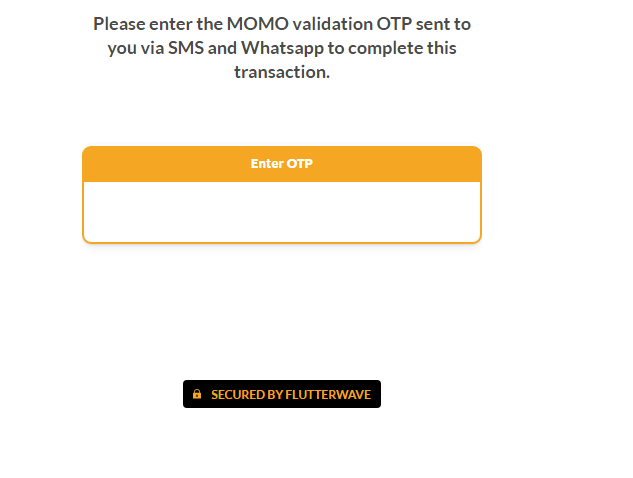 Please enter the MOMO validation OTP sent to
you via SMS and Whatsapp to complete this
transaction.
Enter OTP
SECURED BY FLUTTERWAVE